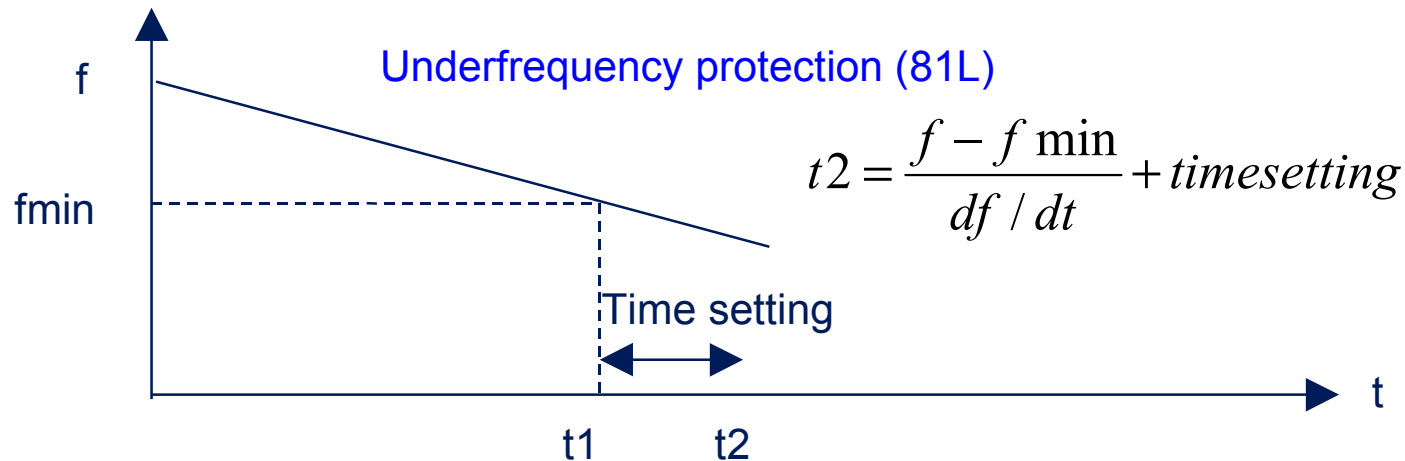 Underfrequency protection (81L)
f
t2 = (f − f min) / (df / dt) + timesetting
fmin
Time setting
t
t1 t2